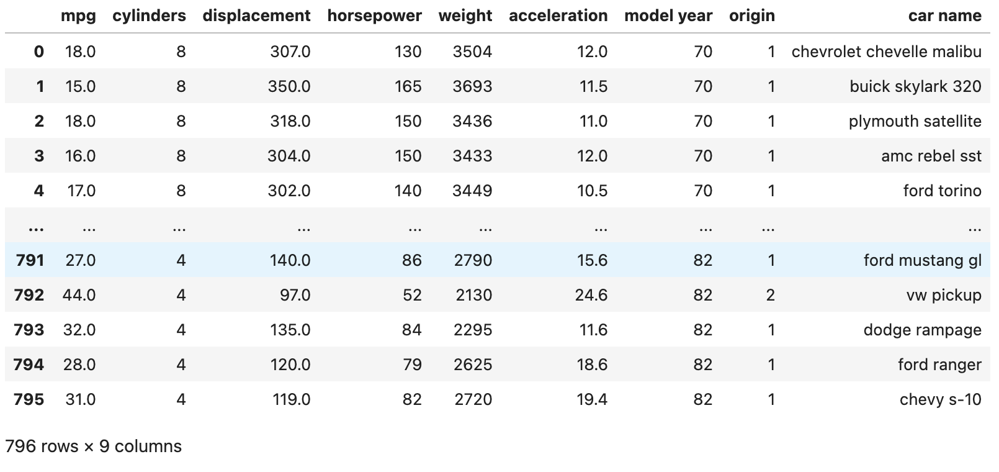 mpg cylinders displacement horsepower weight acceleration model year origin car name
0 18.0 8 307.0 130 3504 12.0 70 1 chevrolet chevelle malibu
1 15.0 8 350.0 165 3693 11.5 70 1 buick skylark 320
2 18.0 8 318.0 150 3436 11.0 70 1 plymouth satellite
3 16.0 8 304.0 150 3433 12.0 70 1 amc rebel sst
4 17.0 8 302.0 140 3449 10.5 70 1 ford torino
... ... ... ... ... ... ... ... ... ...
791 27.0 4 140.0 86 2790 15.6 82 1 ford mustang gl
792 44.0 4 97.0 52 2130 24.6 82 2 vw pickup
793 32.0 4 135.0 84 2295 11.6 82 1 dodge rampage
794 28.0 4 120.0 79 2625 18.6 82 1 ford ranger
795 31.0 4 119.0 82 2720 19.4 82 1 chevy s-10
796 rows × 9 columns